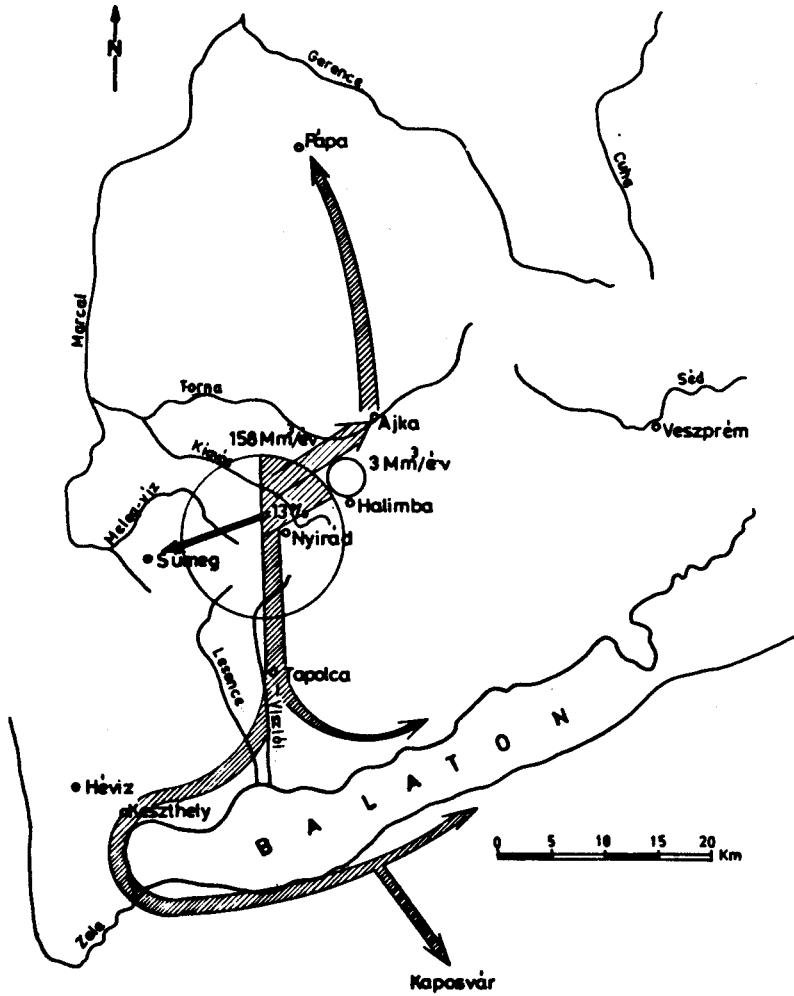 N
Gerence
Pápa
Cuha
Marcal
Torna
Séd
Ajka
Veszprém
158 Mm³/év
3 Mm³/év
Meleg-víz
Halimba
13%
Nyirád
Sümeg
Lesence
Tapolca
BALATON
Hévíz
Keszthely
0 5 10 15 20 Km
Zala
Kaposvár